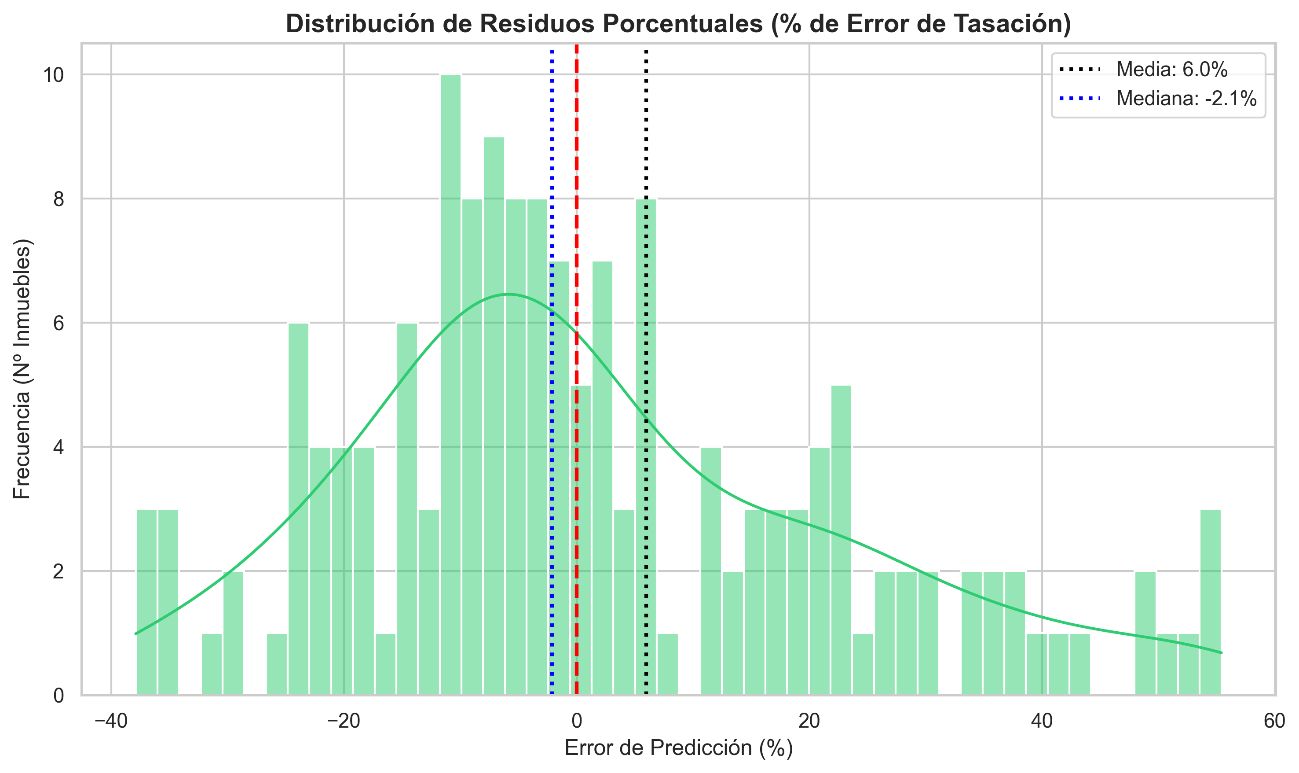 Distribución de Residuos Porcentuales (% de Error de Tasación)
Media: 6.0%
Mediana: -2.1%
Frecuencia (Nº Inmuebles)
10
8
6
4
2
0
−40
−20
0
20
40
60
Error de Predicción (%)